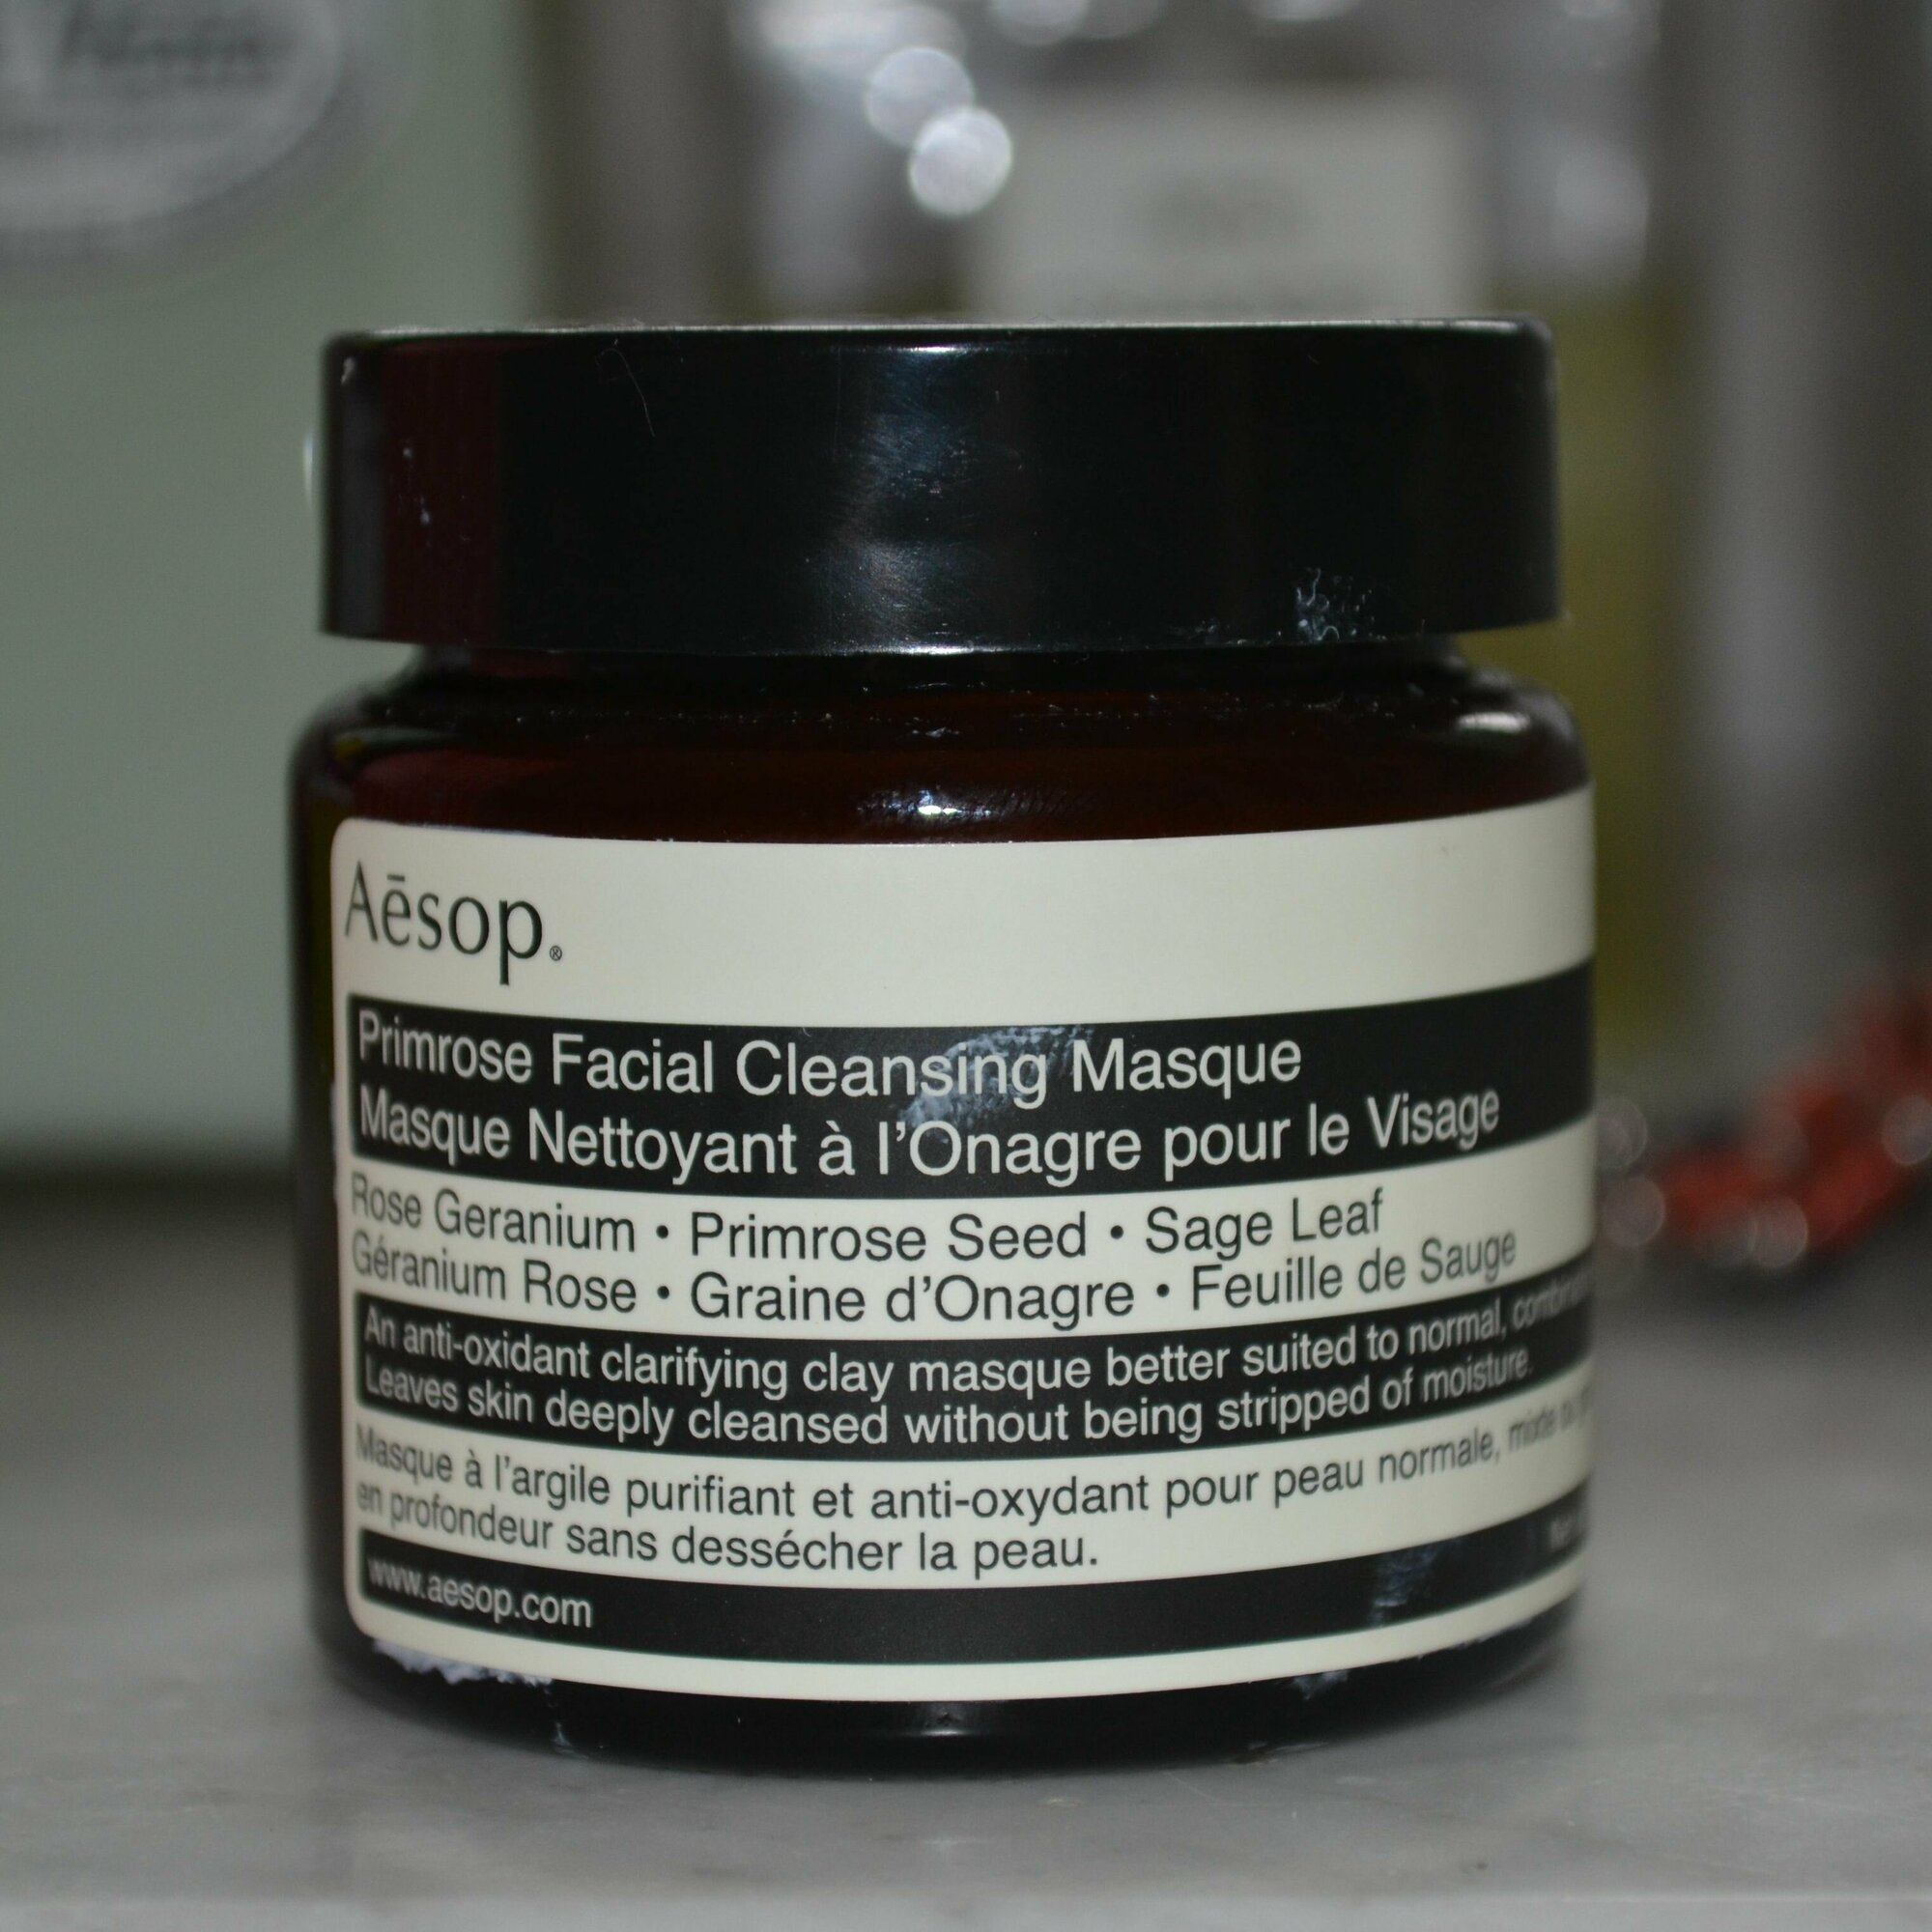 Aēsop®
Primrose Facial Cleansing Masque
Masque Nettoyant à l'Onagre pour le Visage
Rose Geranium • Primrose Seed • Sage Leaf
Géranium Rose • Graine d'Onagre • Feuille de Sauge
An anti-oxidant clarifying clay masque better suited to normal,
Leaves skin deeply cleansed without being stripped of moisture.
Masque à l'argile purifiant et anti-oxydant pour peau normale, mixte
en profondeur sans dessécher la peau.
www.aesop.com